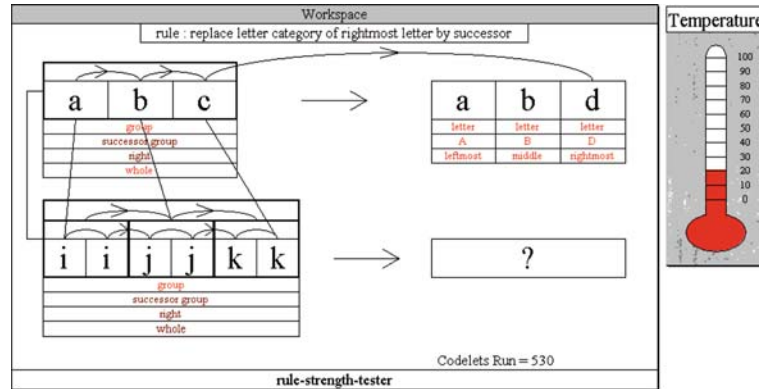 Workspace
rule : replace letter category of rightmost letter by successor
a b c
group
successor group
right
whole
a b d
letter letter letter
A B D
leftmost middle rightmost
i i j j k k
group
successor group
right
whole
?
Codelets Run = 530
rule-strength-tester
Temperature
100
90
80
70
60
50
40
30
20
10
0